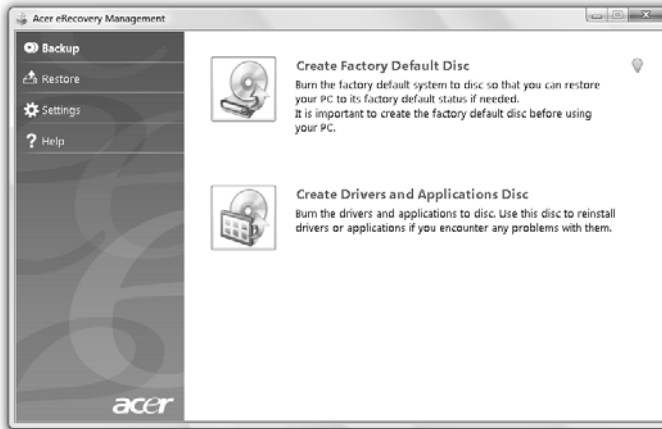 Acer eRecovery Management
Backup
Restore
Settings
? Help
Create Factory Default Disc
Burn the factory default system to disc so that you can restore
your PC to its factory default status if needed.
It is important to create the factory default disc before using
your PC.
Create Drivers and Applications Disc
Burn the drivers and applications to disc. Use this disc to reinstall
drivers or applications if you encounter any problems with them.
acer